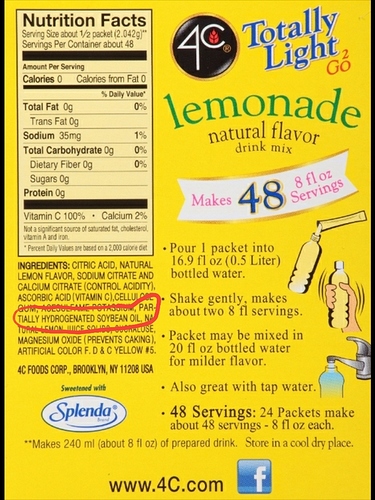 Nutrition Facts
Serving Size about 1/2 packet (2.042g)**
Servings Per Container about 48
Amount Per Serving
Calories 0 Calories from Fat 0
% Daily Value*
Total Fat 0g 0%
Trans Fat 0g
Sodium 35mg 1%
Total Carbohydrate 0g 0%
Dietary Fiber 0g 0%
Sugars 0g
Protein 0g
Vitamin C 100% • Calcium 2%
Not a significant source of saturated fat, cholesterol,
vitamin A and iron.
* Percent Daily Values are based on a 2,000 calorie diet
INGREDIENTS: CITRIC ACID, NATURAL
LEMON FLAVOR, SODIUM CITRATE AND
CALCIUM CITRATE (CONTROL ACIDITY),
ASCORBIC ACID (VITAMIN C), CELLULOSE
GUM, ACESULFAME POTASSIUM, PAR-
TIALLY HYDROGENATED SOYBEAN OIL, NA-
TURAL LEMON JUICE SOLIDS, SUCRALOSE,
MAGNESIUM OXIDE (PREVENTS CAKING),
ARTIFICIAL COLOR F. D & C YELLOW #5.
4C FOODS CORP., BROOKLYN, NY 11208 USA
Sweetened with
Splenda®
Brand
4C®
Totally
Light
2
Go
lemonade
natural flavor
drink mix
Makes 48 8 fl oz
Servings
• Pour 1 packet into
16.9 fl oz (0.5 Liter)
bottled water.
• Shake gently, makes
about two 8 fl servings.
• Packet may be mixed in
20 fl oz bottled water
for milder flavor.
• Also great with tap water.
• 48 Servings: 24 Packets make
about 48 servings - 8 fl oz each.
**Makes 240 ml (about 8 fl oz) of prepared drink. Store in a cool dry place.
www.4C.com f